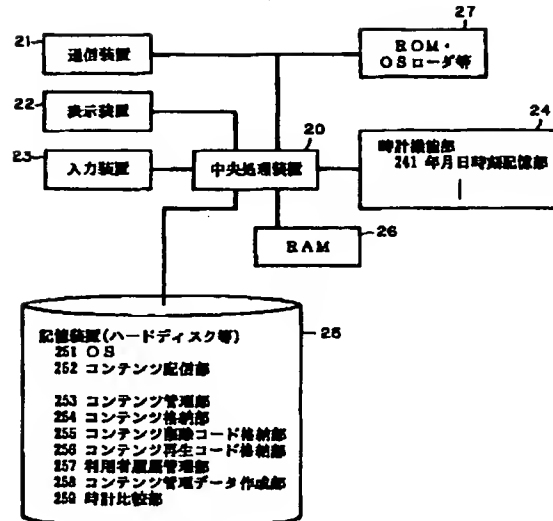 21
通信装置
27
ROM・
OSローダ等
22
表示装置
20
24
23
入力装置
中央処理装置
時計機能部
241 年月日時刻記憶部
RAM
26
25
記憶装置(ハードディスク等)
251 OS
252 コンテンツ配信部
253 コンテンツ管理部
254 コンテンツ格納部
255 コンテンツ削除コード格納部
256 コンテンツ再生コード格納部
257 利用者履歴管理部
258 コンテンツ管理データ作成部
259 時計比較部